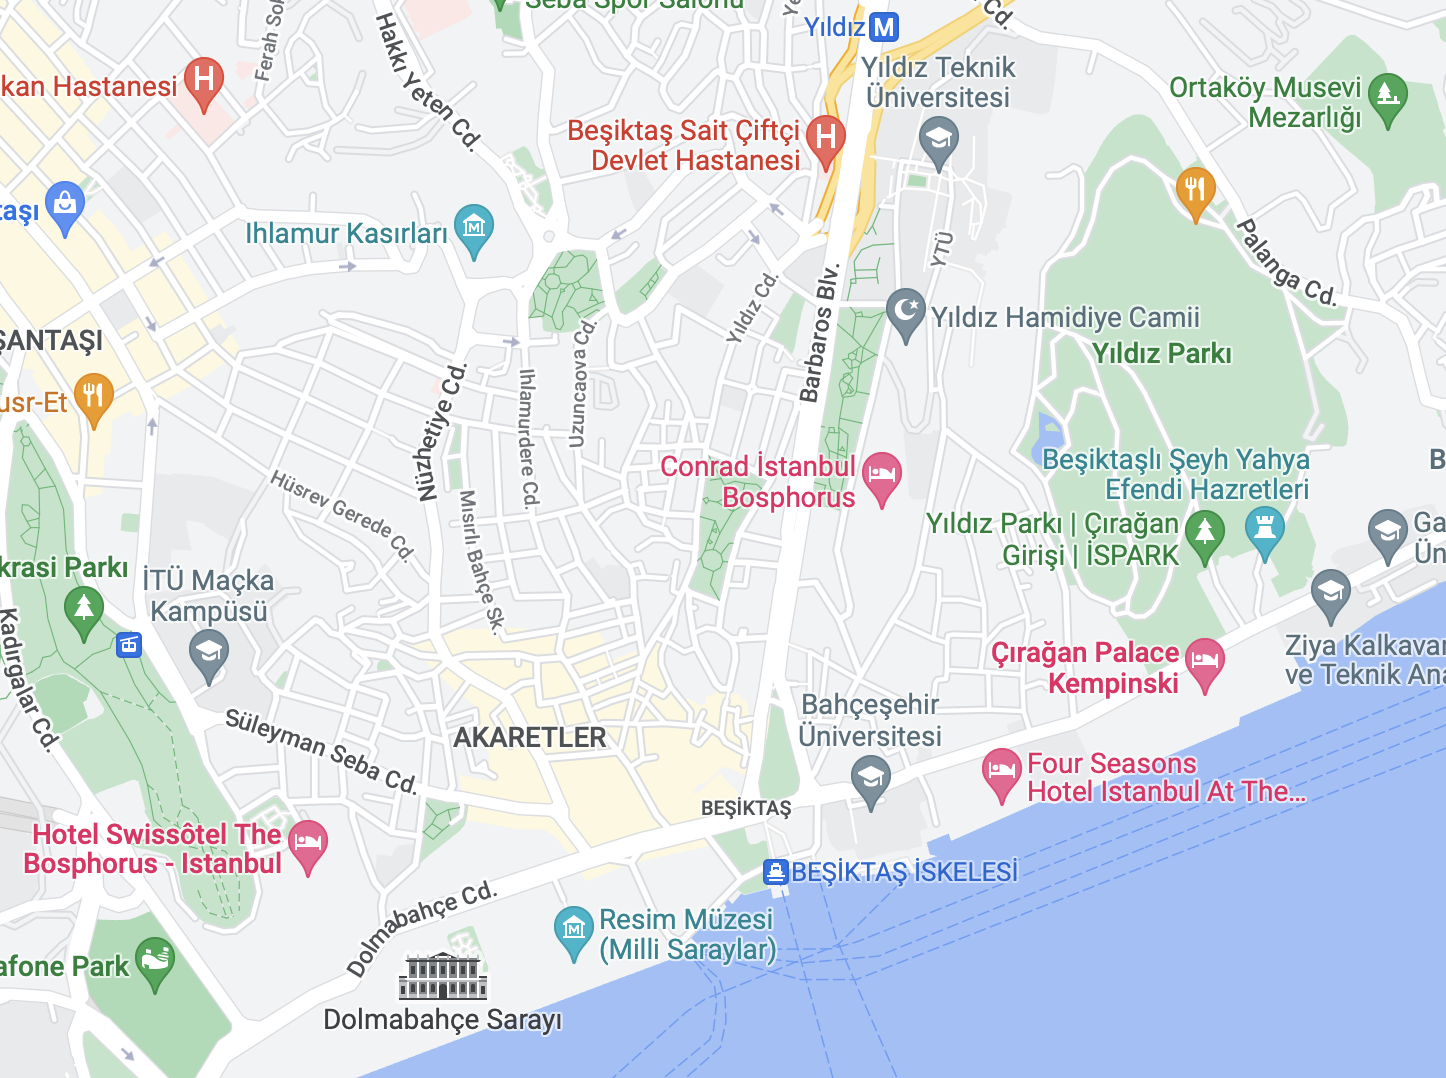 Seba Spor Salonu
Yıldız
M
Cd.
Ferah Sok
Hakkı Yeten Cd.
kan Hastanesi
H
Yıldız Teknik
Üniversitesi
Ortaköy Musevi
Mezarlığı
Beşiktaş Sait Çiftçi
Devlet Hastanesi
H
taşı
Ihlamur Kasırları
YTÜ
Palanga Cd.
Barbaros Blv.
Yıldız Cd.
Yıldız Hamidiye Camii
ŞANTAŞI
Yıldız Parkı
Uzuncaova Cd.
Ihlamurdere Cd.
Nüzhetiye Cd.
usr-Et
Conrad İstanbul
Bosphorus
Beşiktaşlı Şeyh Yahya
Efendi Hazretleri
B
Hüsrev Gerede Cd.
Mısırlı Bahçe Sk.
Yıldız Parkı | Çırağan
Girişi | İSPARK
Ga
Ün
krasi Parkı
İTÜ Maçka
Kampüsü
Kadırgalar Cd.
Çırağan Palace
Kempinski
Ziya Kalkavan
ve Teknik Ana
Süleyman Seba Cd.
AKARETLER
Bahçeşehir
Üniversitesi
Four Seasons
Hotel Istanbul At The...
BEŞİKTAŞ
Hotel Swissôtel The
Bosphorus - Istanbul
BEŞİKTAŞ İSKELESİ
Dolmabahçe Cd.
Resim Müzesi
(Milli Saraylar)
afone Park
Dolmabahçe Sarayı